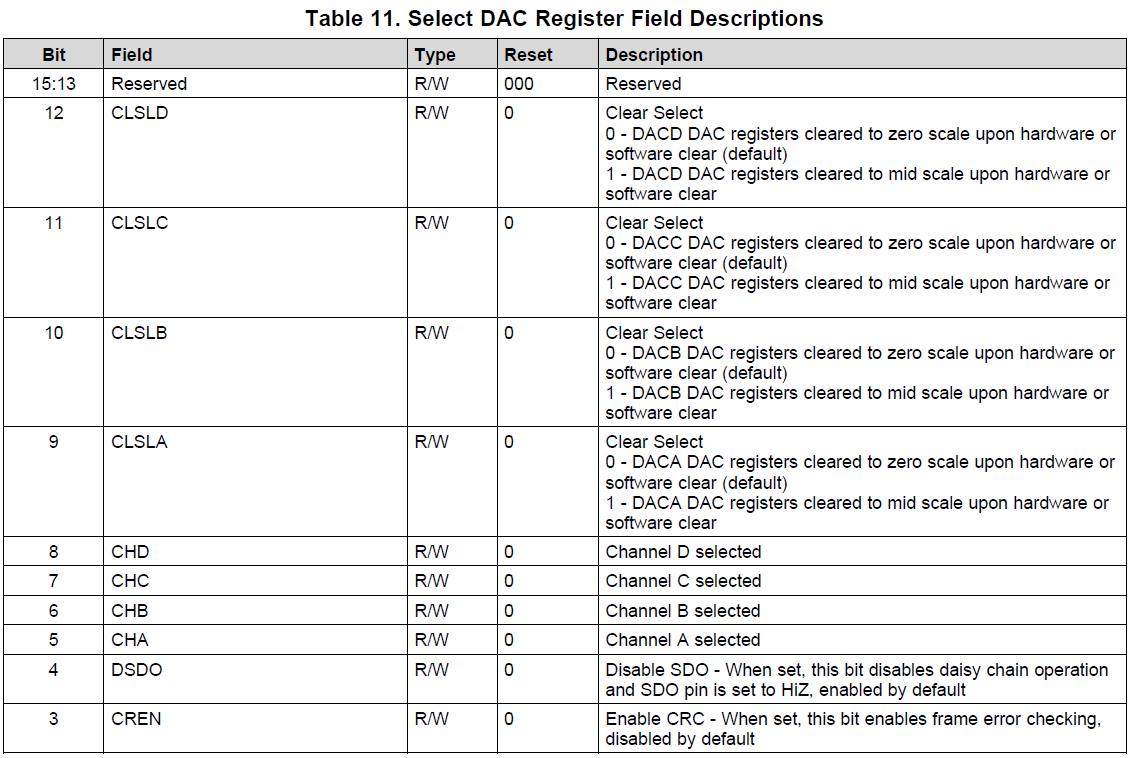 Table 11. Select DAC Register Field Descriptions
Bit Field Type Reset Description
15:13 Reserved R/W 000 Reserved
12 CLSLD R/W 0 Clear Select
0 - DACD DAC registers cleared to zero scale upon hardware or
software clear (default)
1 - DACD DAC registers cleared to mid scale upon hardware or
software clear
11 CLSLC R/W 0 Clear Select
0 - DACC DAC registers cleared to zero scale upon hardware or
software clear (default)
1 - DACC DAC registers cleared to mid scale upon hardware or
software clear
10 CLSLB R/W 0 Clear Select
0 - DACB DAC registers cleared to zero scale upon hardware or
software clear (default)
1 - DACB DAC registers cleared to mid scale upon hardware or
software clear
9 CLSLA R/W 0 Clear Select
0 - DACA DAC registers cleared to zero scale upon hardware or
software clear (default)
1 - DACA DAC registers cleared to mid scale upon hardware or
software clear
8 CHD R/W 0 Channel D selected
7 CHC R/W 0 Channel C selected
6 CHB R/W 0 Channel B selected
5 CHA R/W 0 Channel A selected
4 DSDO R/W 0 Disable SDO - When set, this bit disables daisy chain operation
and SDO pin is set to HiZ, enabled by default
3 CREN R/W 0 Enable CRC - When set, this bit enables frame error checking,
disabled by default